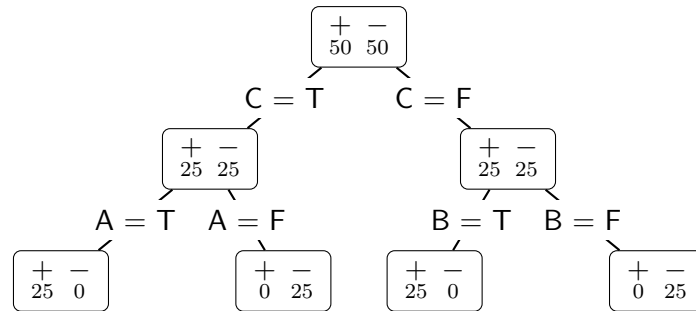 + −
50 50
C = T C = F
+ − + −
25 25 25 25
A = T A = F B = T B = F
+ − + − + − + −
25 0 0 25 25 0 0 25